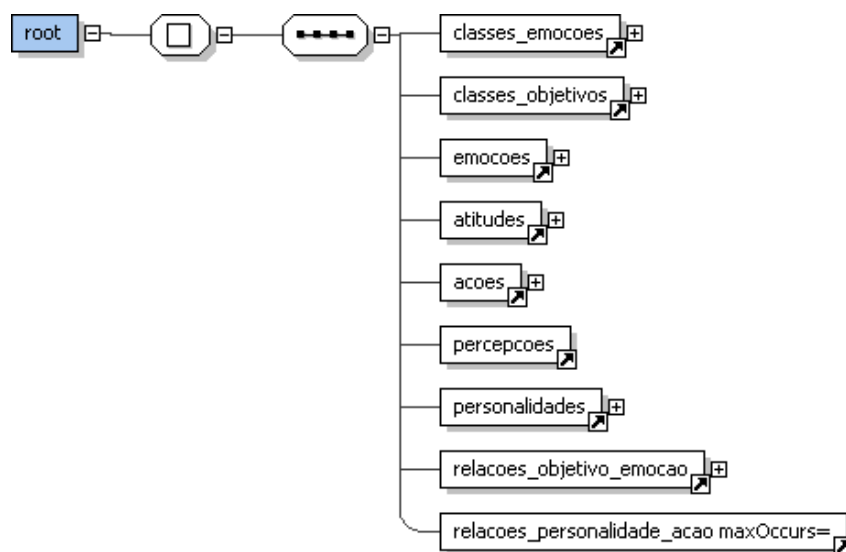 root
classes_emocoes
classes_objetivos
emocoes
atitudes
acoes
percepcoes
personalidades
relacoes_objetivo_emocao
relacoes_personalidade_acao maxOccurs=